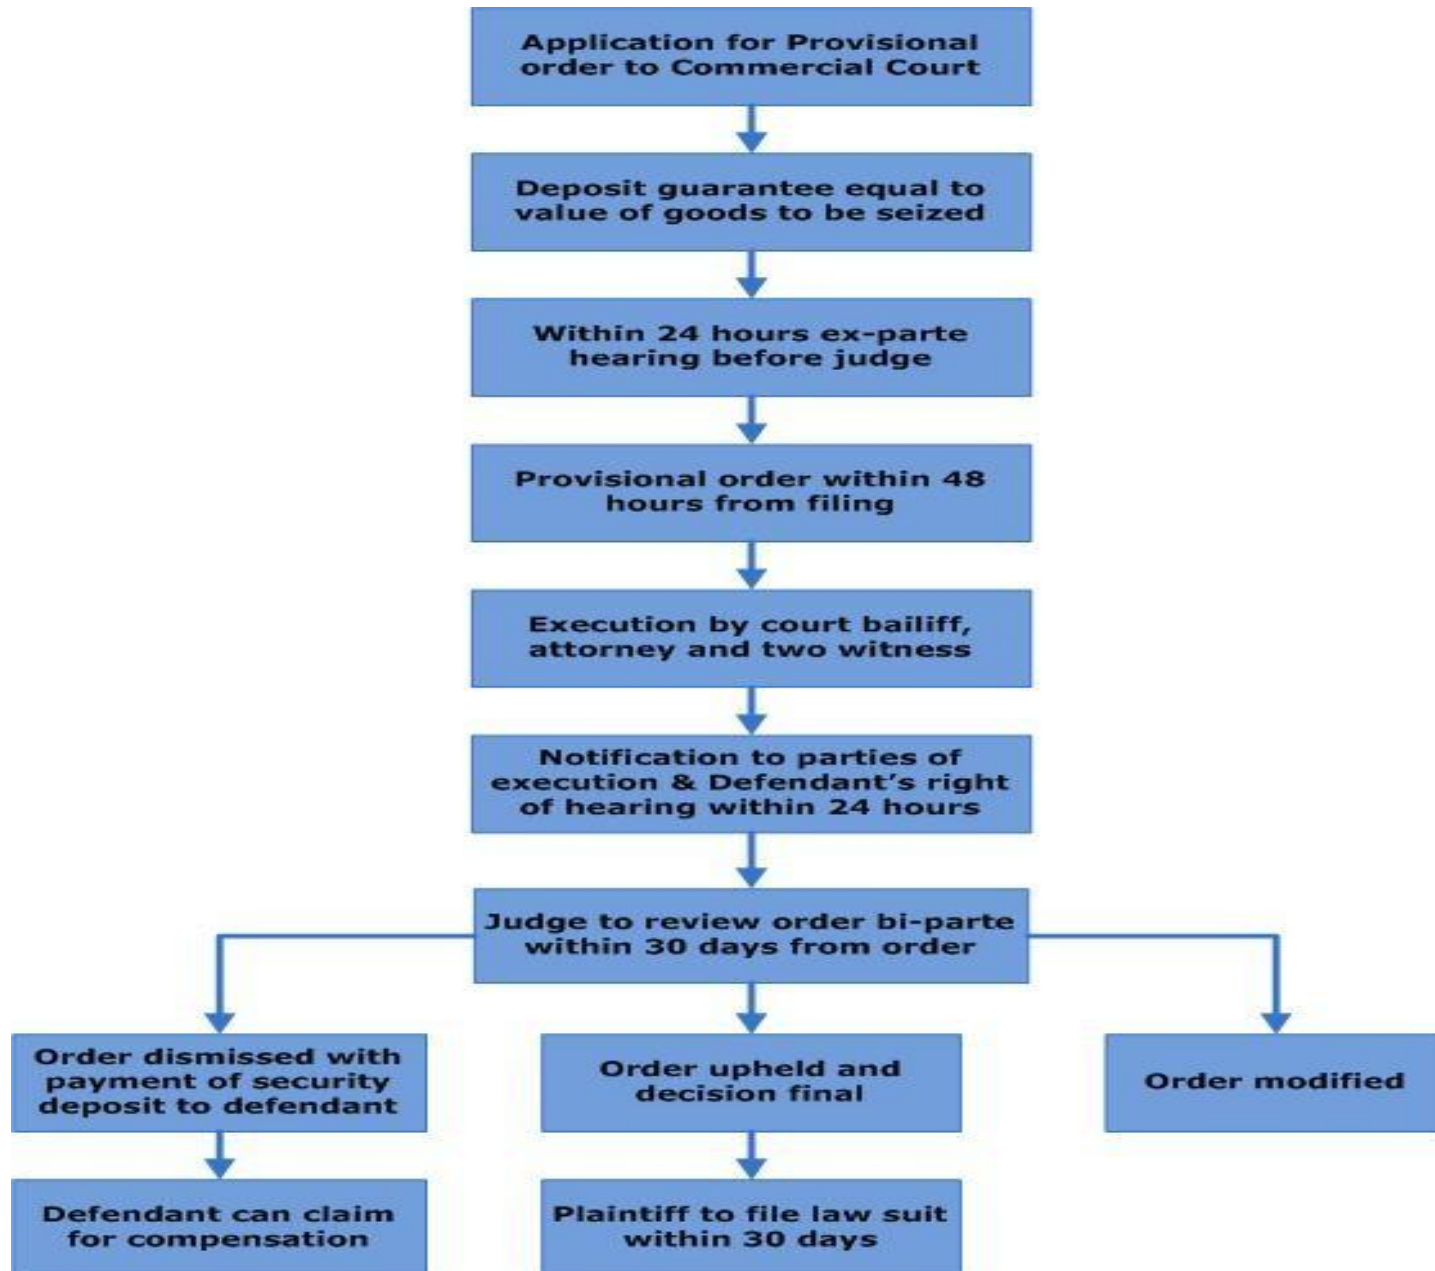 Application for Provisional
order to Commercial Court
Deposit guarantee equal to
value of goods to be seized
Within 24 hours ex-parte
hearing before judge
Provisional order within 48
hours from filing
Execution by court bailiff,
attorney and two witness
Notification to parties of
execution & Defendant's right
of hearing within 24 hours
Judge to review order bi-parte
within 30 days from order
Order dismissed with
payment of security
deposit to defendant
Order upheld and
decision final
Order modified
Defendant can claim
for compensation
Plaintiff to file law suit
within 30 days